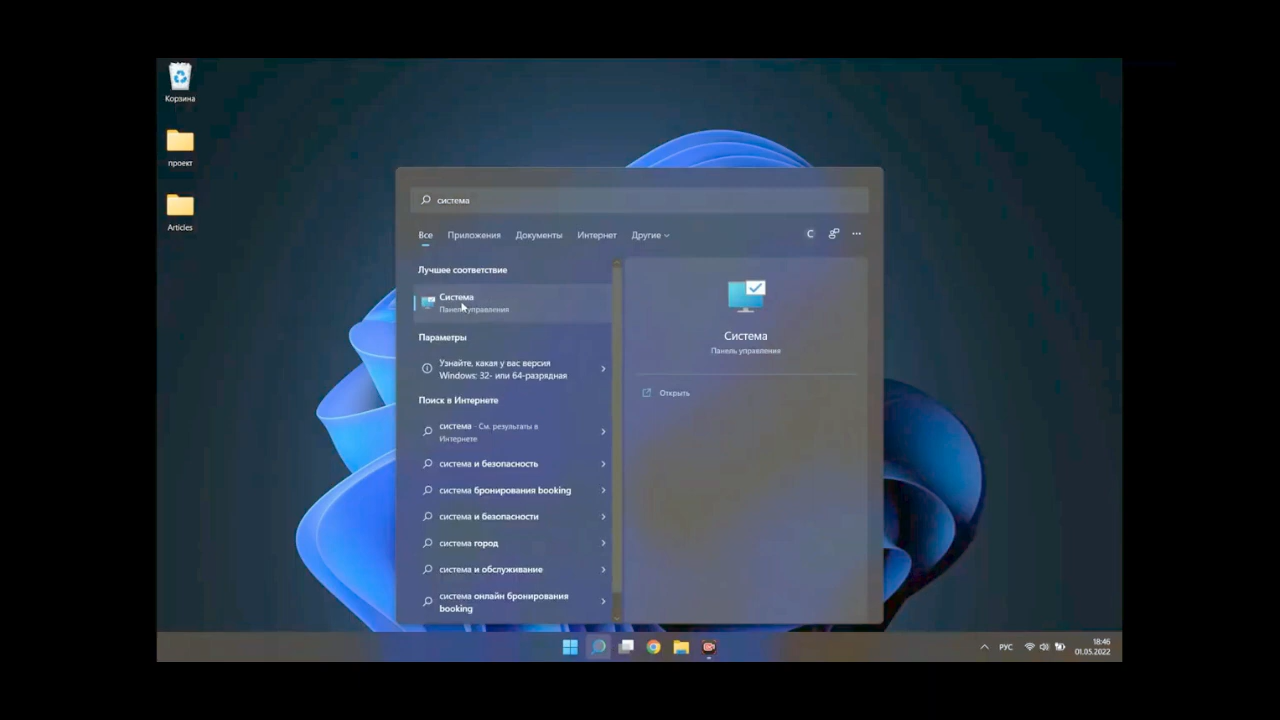 Корзина
проект
Articles
система
Все Приложения Документы Интернет Другие
С
Лучшее соответствие
Система
Панель управления
Параметры
Узнайте, какая у вас версия
Windows: 32- или 64-разрядная
Поиск в Интернете
система - См. результаты в
Интернете
система и безопасность
система бронирования booking
система и безопасности
система город
система и обслуживание
система онлайн бронирования
booking
Система
Панель управления
Открыть
РУС
18:46
01.05.2022